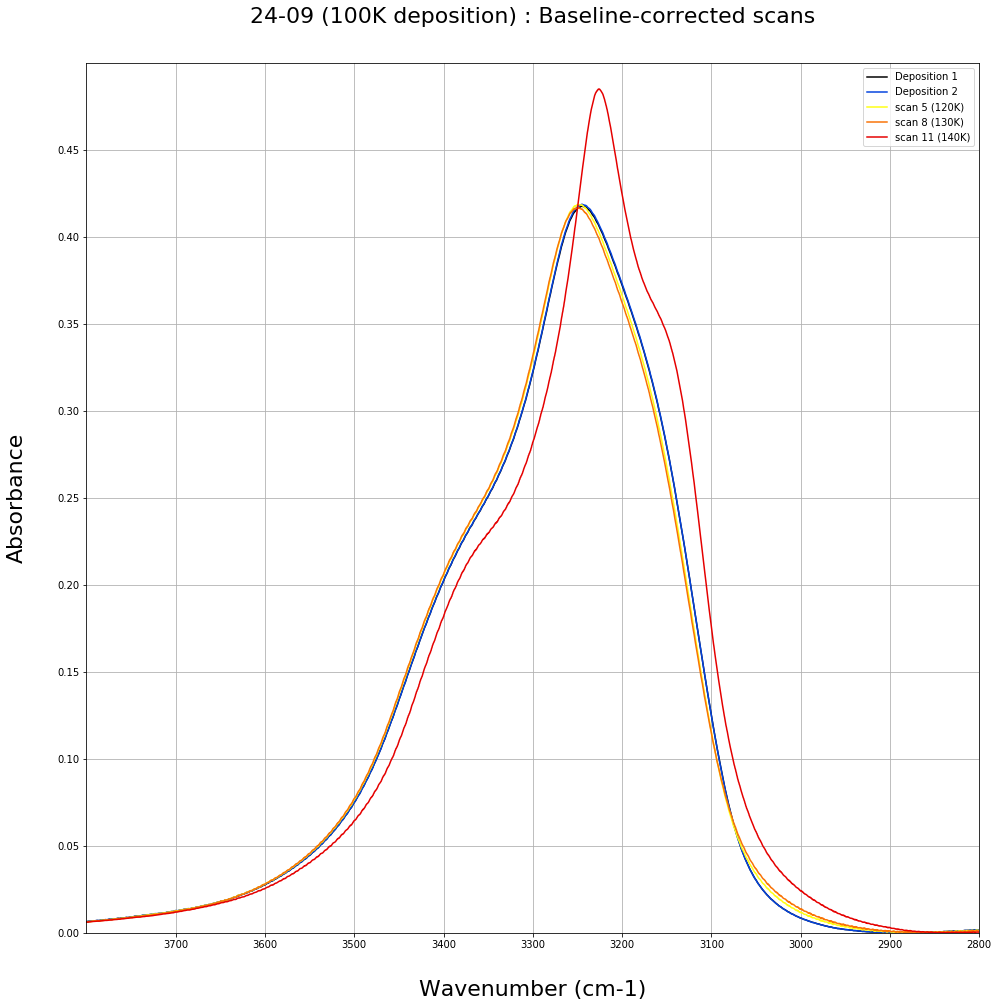 24-09 (100K deposition) : Baseline-corrected scans
Deposition 1
Deposition 2
scan 5 (120K)
scan 8 (130K)
scan 11 (140K)
Absorbance
0.45
0.40
0.35
0.30
0.25
0.20
0.15
0.10
0.05
0.00
3700 3600 3500 3400 3300 3200 3100 3000 2900 2800
Wavenumber (cm-1)